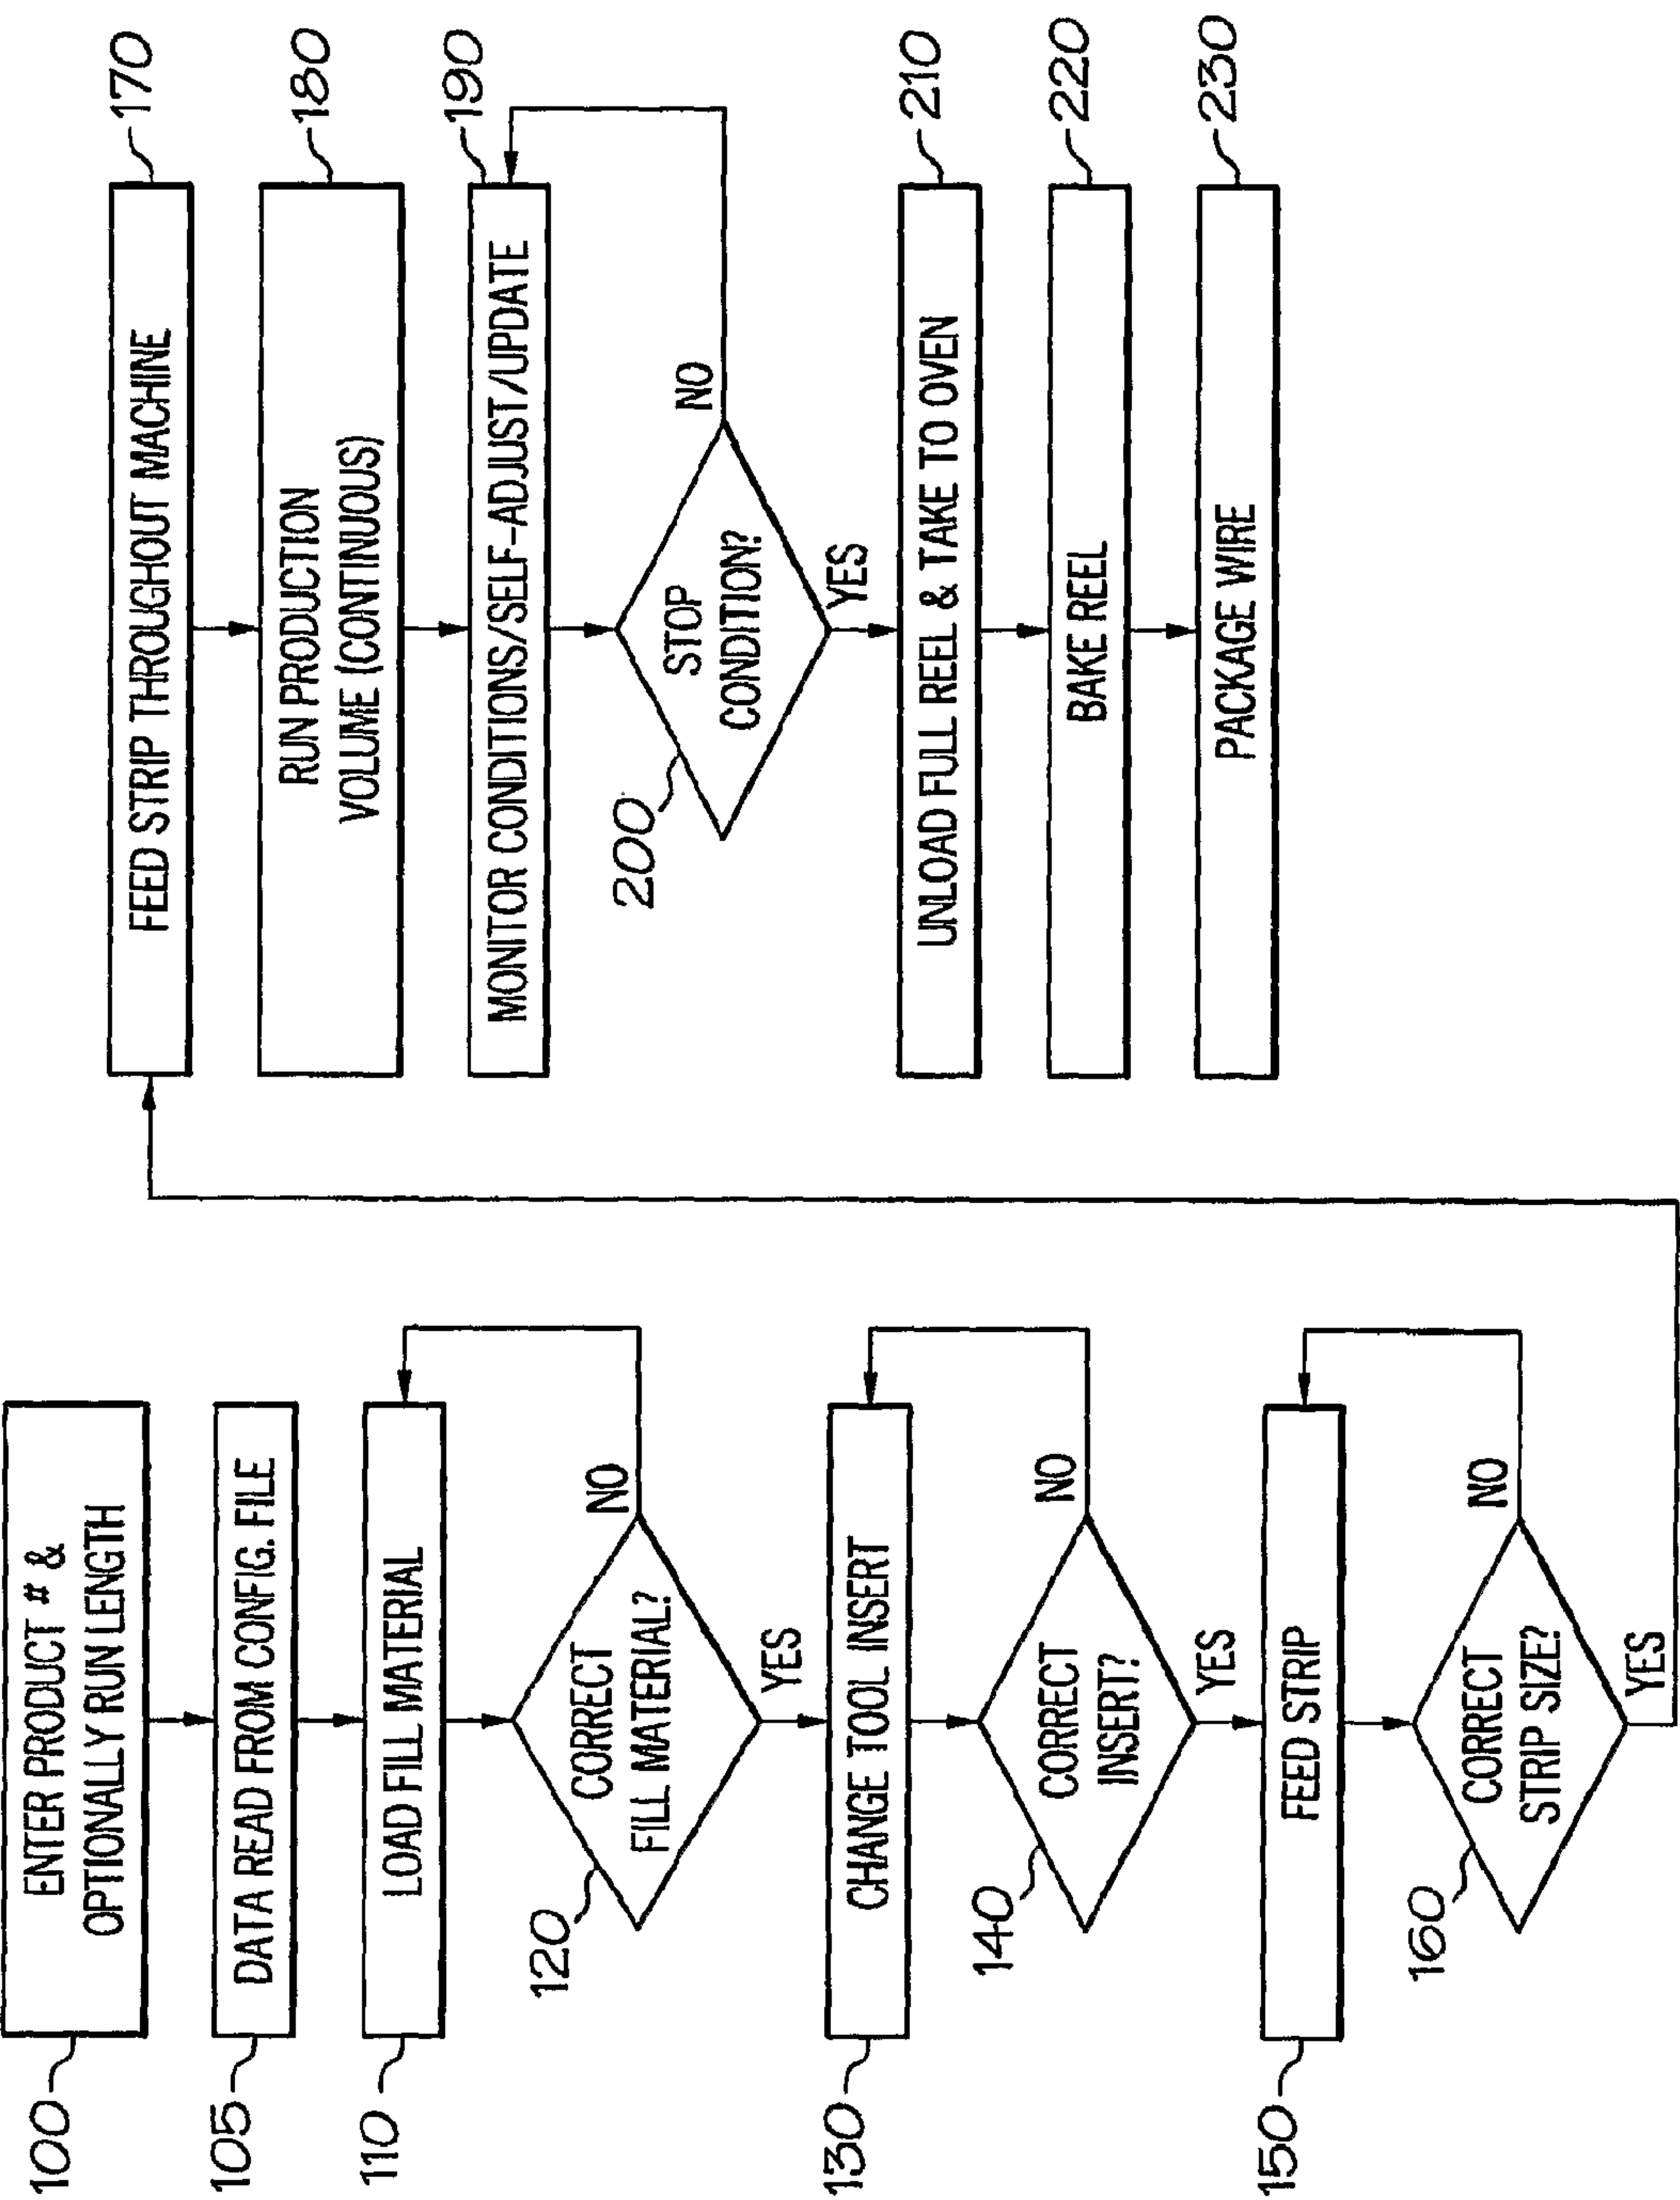 100
ENTER PRODUCT # &
OPTIONALLY RUN LENGTH
105
DATA READ FROM CONFIG. FILE
110
LOAD FILL MATERIAL
120
CORRECT
FILL MATERIAL?
NO
YES
130
CHANGE TOOL INSERT
140
CORRECT
INSERT?
NO
YES
150
FEED STRIP
160
CORRECT
STRIP SIZE?
NO
YES
FEED STRIP THROUGHOUT MACHINE
170
RUN PRODUCTION
VOLUME (CONTINUOUS)
180
MONITOR CONDITIONS/SELF-ADJUST/UPDATE
190
200
STOP
CONDITION?
NO
YES
UNLOAD FULL REEL & TAKE TO OVEN
210
BAKE REEL
220
PACKAGE WIRE
230